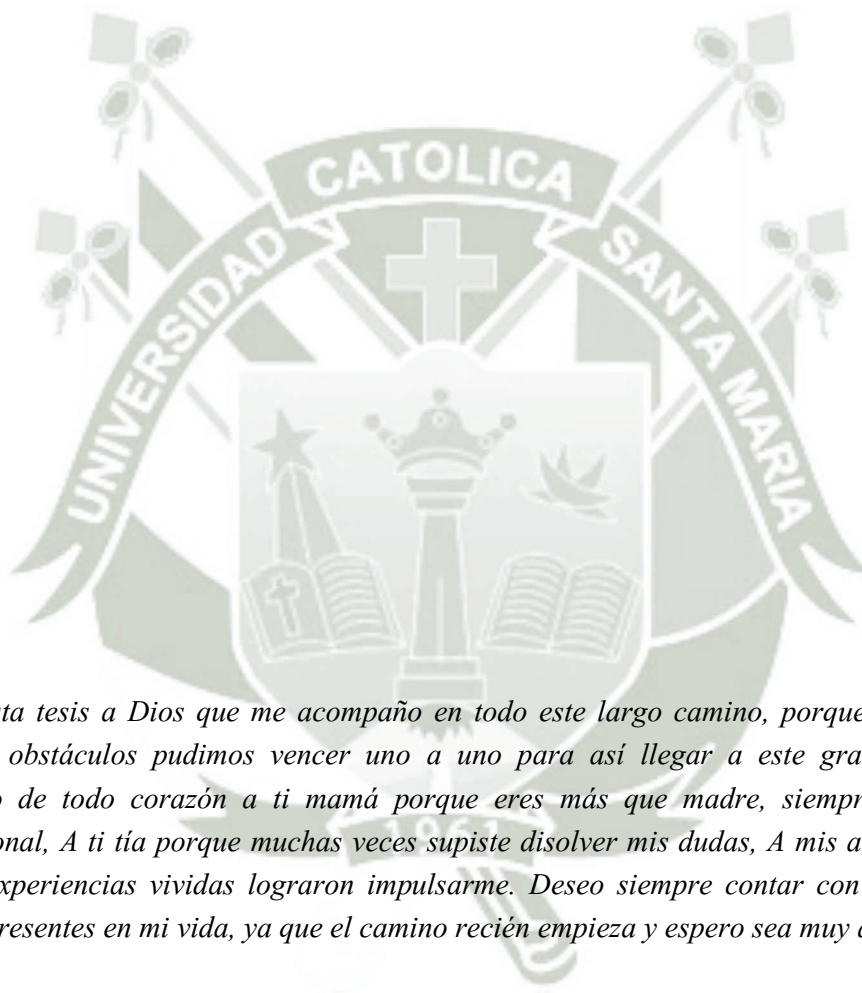 CATOLICA
UNIVERSIDAD
SANTA MARIA
ta tesis a Dios que me acompaño en todo este largo camino, porque
obstáculos pudimos vencer uno a uno para así llegar a este gra
o de todo corazón a ti mamá porque eres más que madre, siempr
onal, A ti tía porque muchas veces supiste disolver mis dudas, A mis a
xperiencias vividas lograron impulsarme. Deseo siempre contar con
resentes en mi vida, ya que el camino recién empieza y espero sea muy
1961